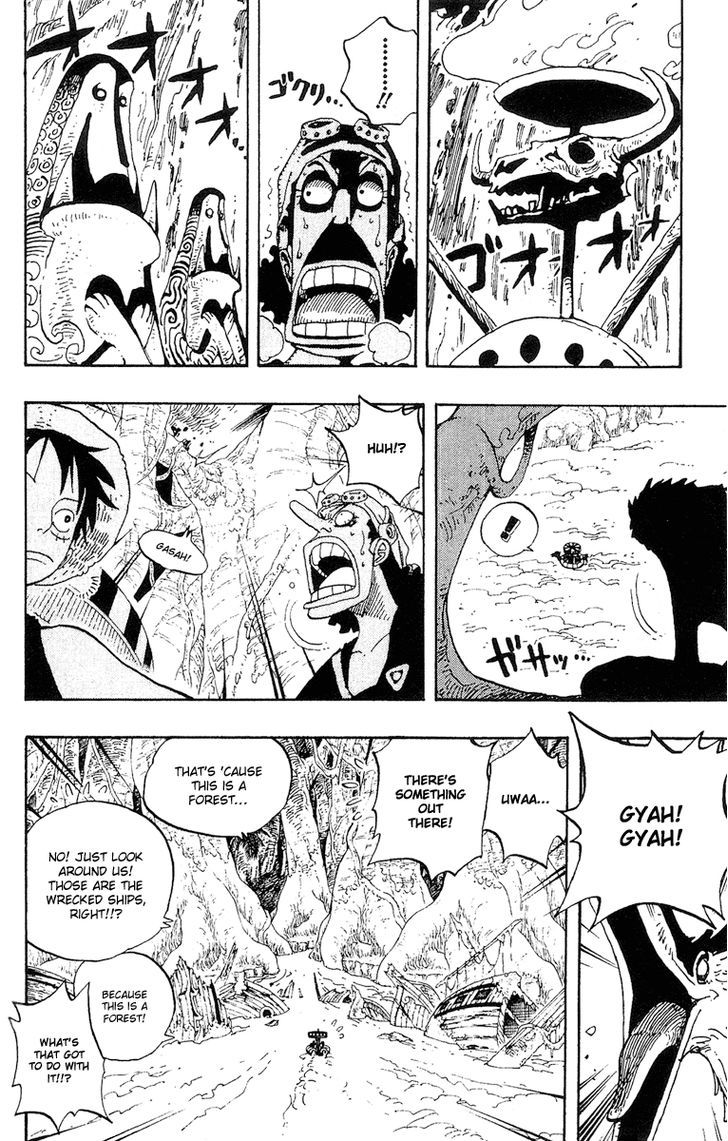 ゴオオオ
‥‥‥‥!!
ゴクリ…
オオオオ
!
ガサッ…
HUH!?
GASAH!
GYAH!
GYAH!
UWAA...
THERE'S
SOMETHING
OUT
THERE!
THAT'S 'CAUSE
THIS IS A
FOREST...
NO! JUST LOOK
AROUND US!
THOSE ARE THE
WRECKED SHIPS,
RIGHT!!?
BECAUSE
THIS IS A
FOREST!
WHAT'S
THAT GOT
TO DO WITH
IT!!?